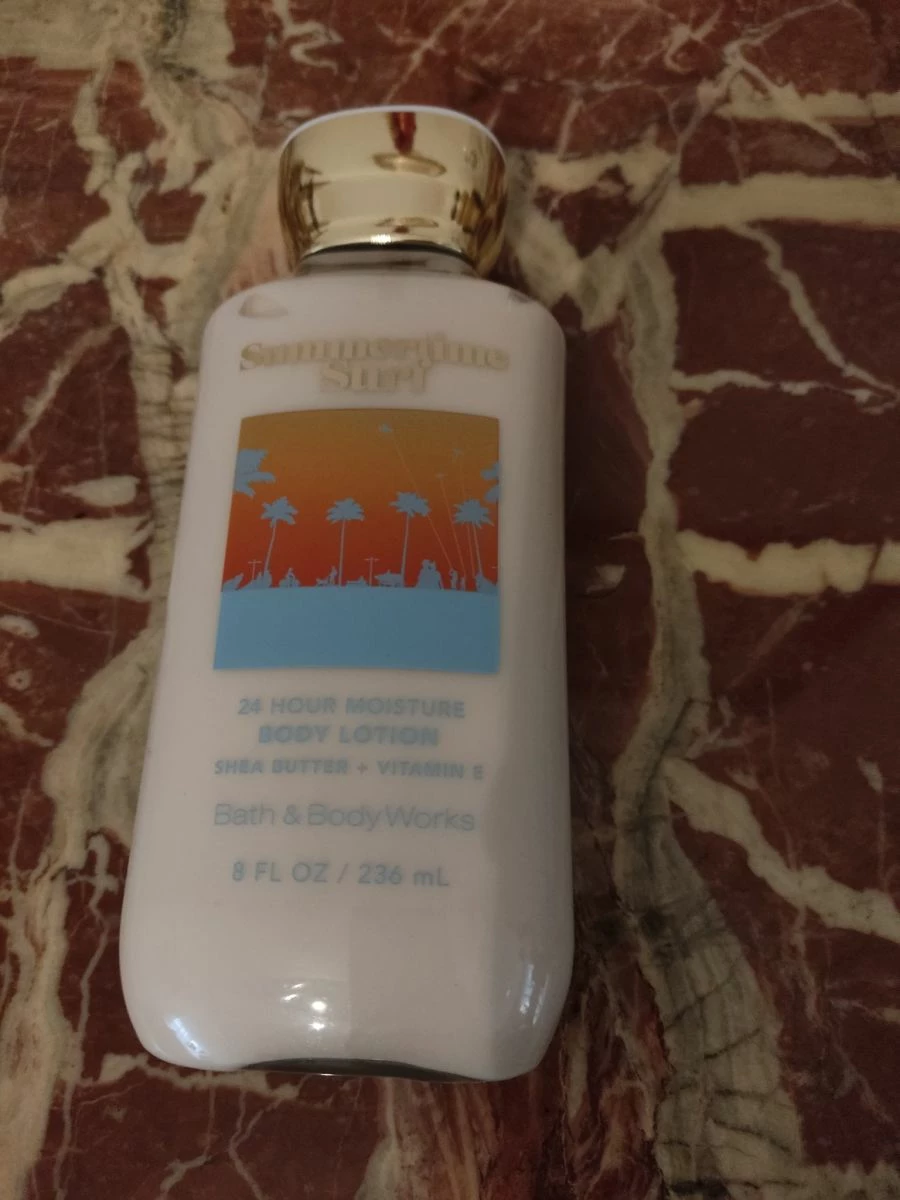 Summertime
Surf
24 HOUR MOISTURE
BODY LOTION
SHEA BUTTER + VITAMIN E
Bath & Body Works
8 FL OZ / 236 mL